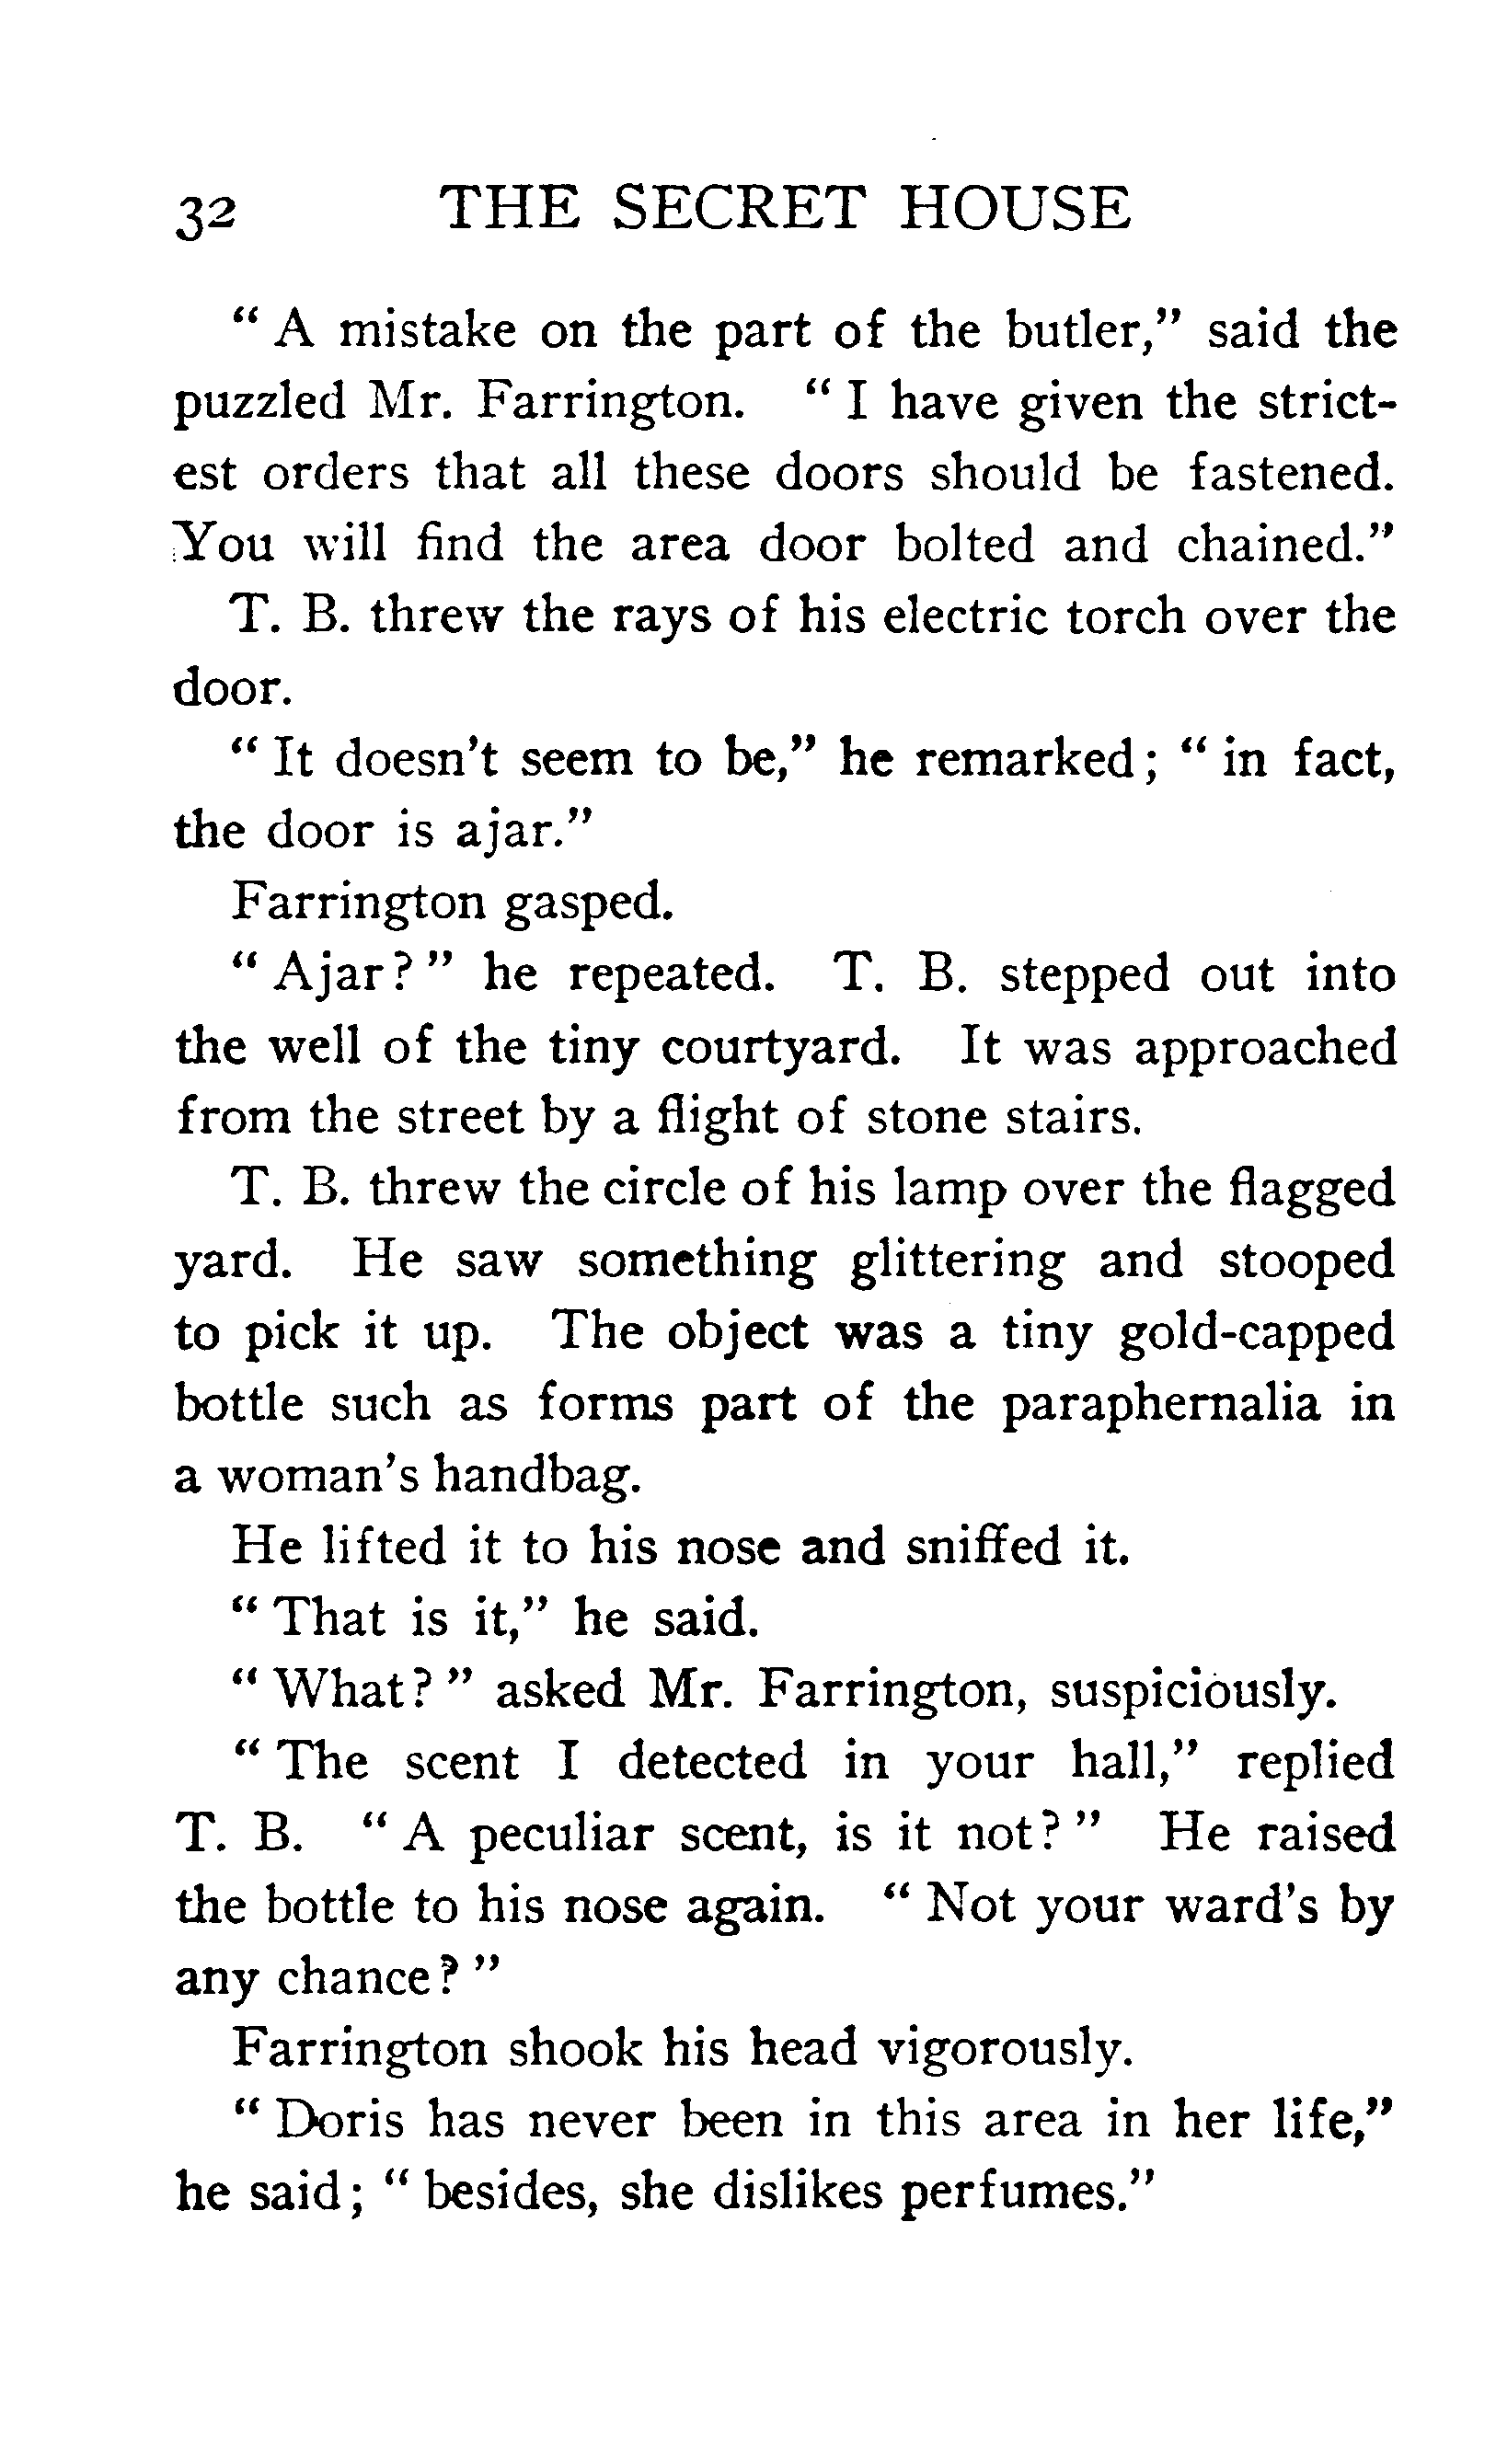 32 THE SECRET HOUSE
" A mistake on the part of the butler," said the
puzzled Mr. Farrington. " I have given the strict-
est orders that all these doors should be fastened.
You will find the area door bolted and chained."
T. B. threw the rays of his electric torch over the
door.
" It doesn't seem to be," he remarked; " in fact,
the door is ajar."
Farrington gasped.
" Ajar? " he repeated. T. B. stepped out into
the well of the tiny courtyard. It was approached
from the street by a flight of stone stairs.
T. B. threw the circle of his lamp over the flagged
yard. He saw something glittering and stooped
to pick it up. The object was a tiny gold-capped
bottle such as forms part of the paraphernalia in
a woman's handbag.
He lifted it to his nose and sniffed it.
" That is it," he said.
" What? " asked Mr. Farrington, suspiciously.
" The scent I detected in your hall," replied
T. B. " A peculiar scent, is it not? " He raised
the bottle to his nose again. " Not your ward's by
any chance? "
Farrington shook his head vigorously.
" Doris has never been in this area in her life,"
he said; " besides, she dislikes perfumes."